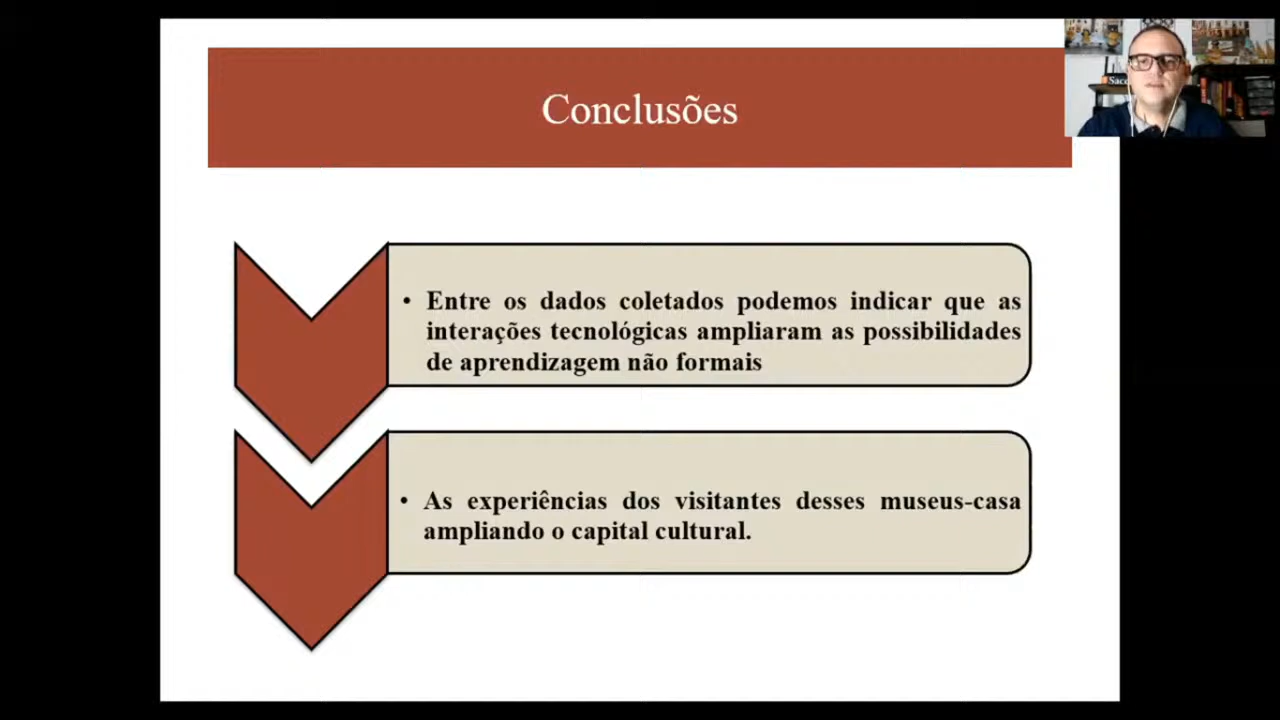 Conclusões
• Entre os dados coletados podemos indicar que as
interações tecnológicas ampliaram as possibilidades
de aprendizagem não formais
• As experiências dos visitantes desses museus-casa
ampliando o capital cultural.